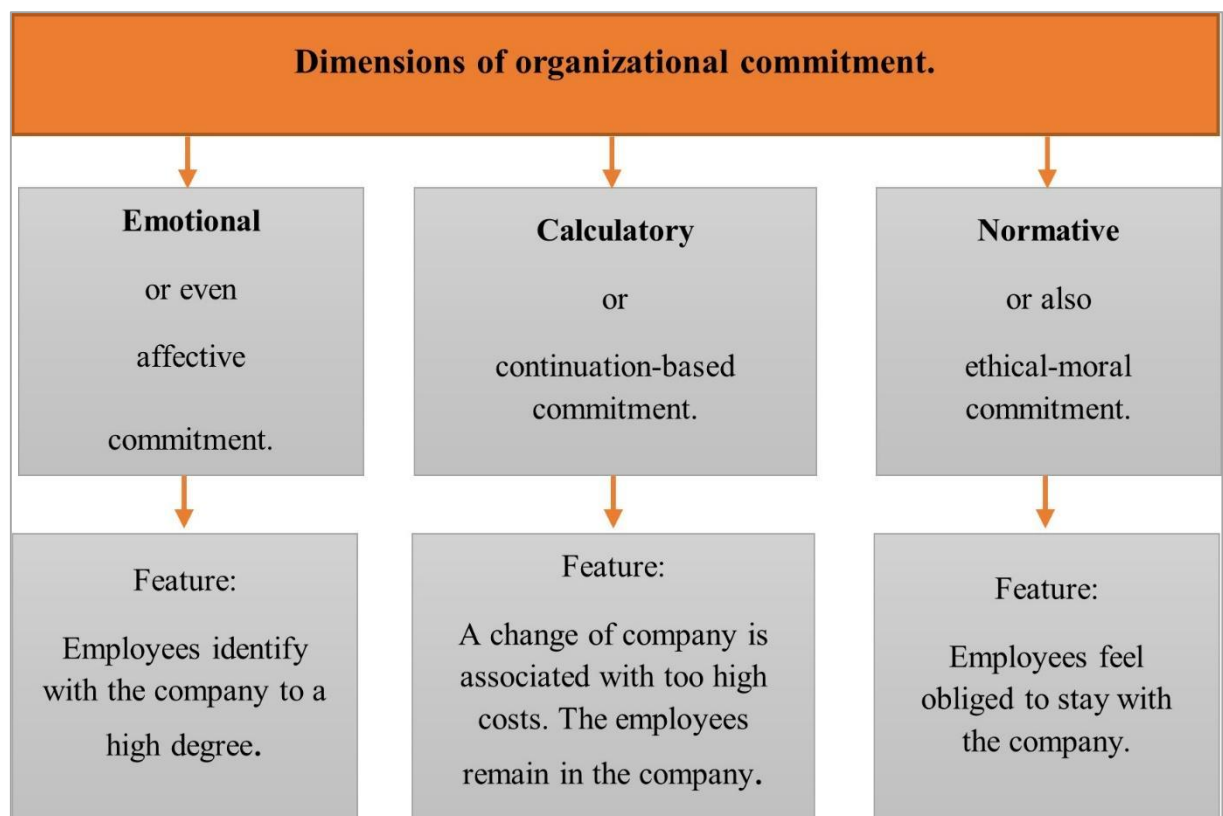 Dimensions of organizational commitment.
Emotional
or even
affective
commitment.
Calculatory
or
continuation-based
commitment.
Normative
or also
ethical-moral
commitment.
Feature:
Employees identify
with the company to a
high degree.
Feature:
A change of company is
associated with too high
costs. The employees
remain in the company.
Feature:
Employees feel
obliged to stay with
the company.